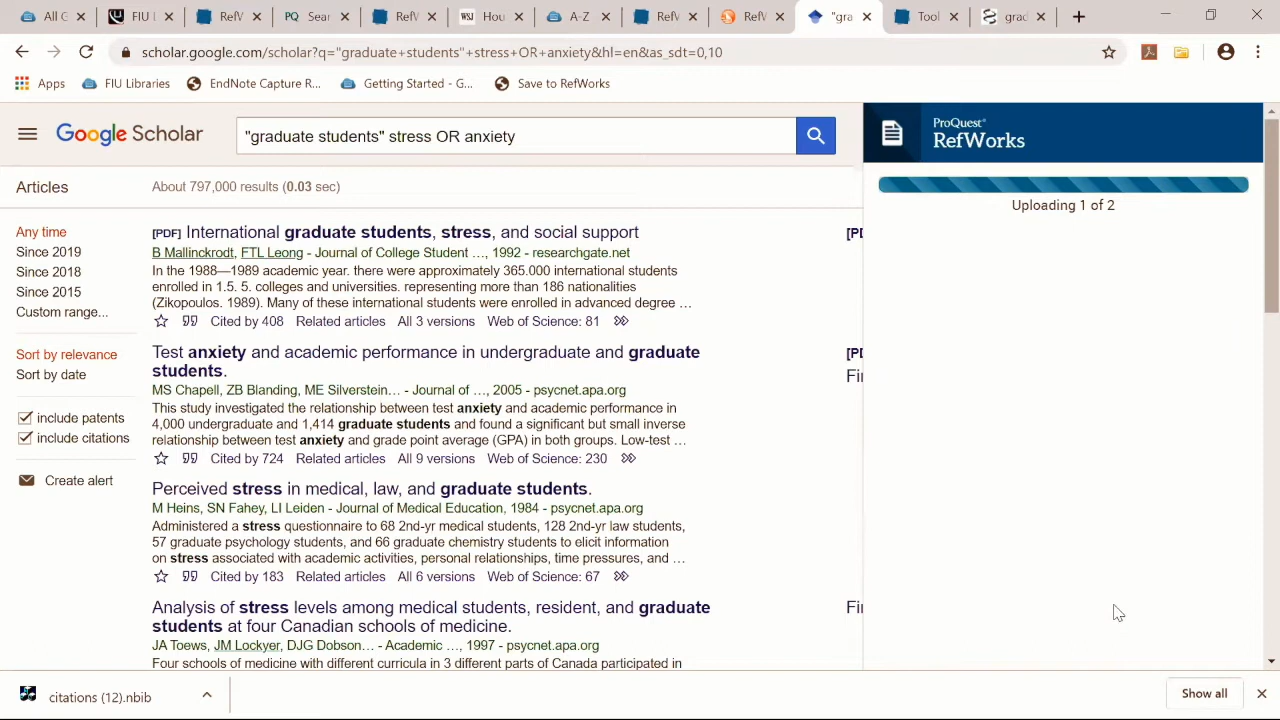 All C
FIU L
RefW
PQ Sear
RefV
WSJ Hou
A-Z
RefW
RefW
"gra
Tool
grad
scholar.google.com/scholar?q="graduate+students"+stress+OR+anxiety&hl=en&as_sdt=0,10
Apps
FIU Libraries
EndNote Capture R...
Getting Started - G...
Save to RefWorks
Google Scholar
"graduate students" stress OR anxiety
ProQuest®
RefWorks
Articles
About 797,000 results (0.03 sec)
Uploading 1 of 2
Any time
Since 2019
Since 2018
Since 2015
Custom range...
Sort by relevance
Sort by date
include patents
include citations
Create alert
[PDF] International graduate students, stress, and social support
B Mallinckrodt, FTL Leong - Journal of College Student …, 1992 - researchgate.net
In the 1988—1989 academic year. there were approximately 365.000 international students
enrolled in 1.5. 5. colleges and universities. representing more than 186 nationalities
(Zikopoulos. 1989). Many of these international students were enrolled in advanced degree …
Cited by 408 Related articles All 3 versions Web of Science: 81
Test anxiety and academic performance in undergraduate and graduate
students.
MS Chapell, ZB Blanding, ME Silverstein… - Journal of …, 2005 - psycnet.apa.org
This study investigated the relationship between test anxiety and academic performance in
4,000 undergraduate and 1,414 graduate students and found a significant but small inverse
relationship between test anxiety and grade point average (GPA) in both groups. Low-test …
Cited by 724 Related articles All 9 versions Web of Science: 230
Perceived stress in medical, law, and graduate students.
M Heins, SN Fahey, LI Leiden - Journal of Medical Education, 1984 - psycnet.apa.org
Administered a stress questionnaire to 68 2nd-yr medical students, 128 2nd-yr law students,
57 graduate psychology students, and 66 graduate chemistry students to elicit information
on stress associated with academic activities, personal relationships, time pressures, and …
Cited by 183 Related articles All 6 versions Web of Science: 67
Analysis of stress levels among medical students, resident, and graduate
students at four Canadian schools of medicine.
JA Toews, JM Lockyer, DJG Dobson… - Academic …, 1997 - psycnet.apa.org
Four schools of medicine with different curricula in 3 different parts of Canada participated in
[P
[P
Fi
Fi
citations (12).nbib
Show all